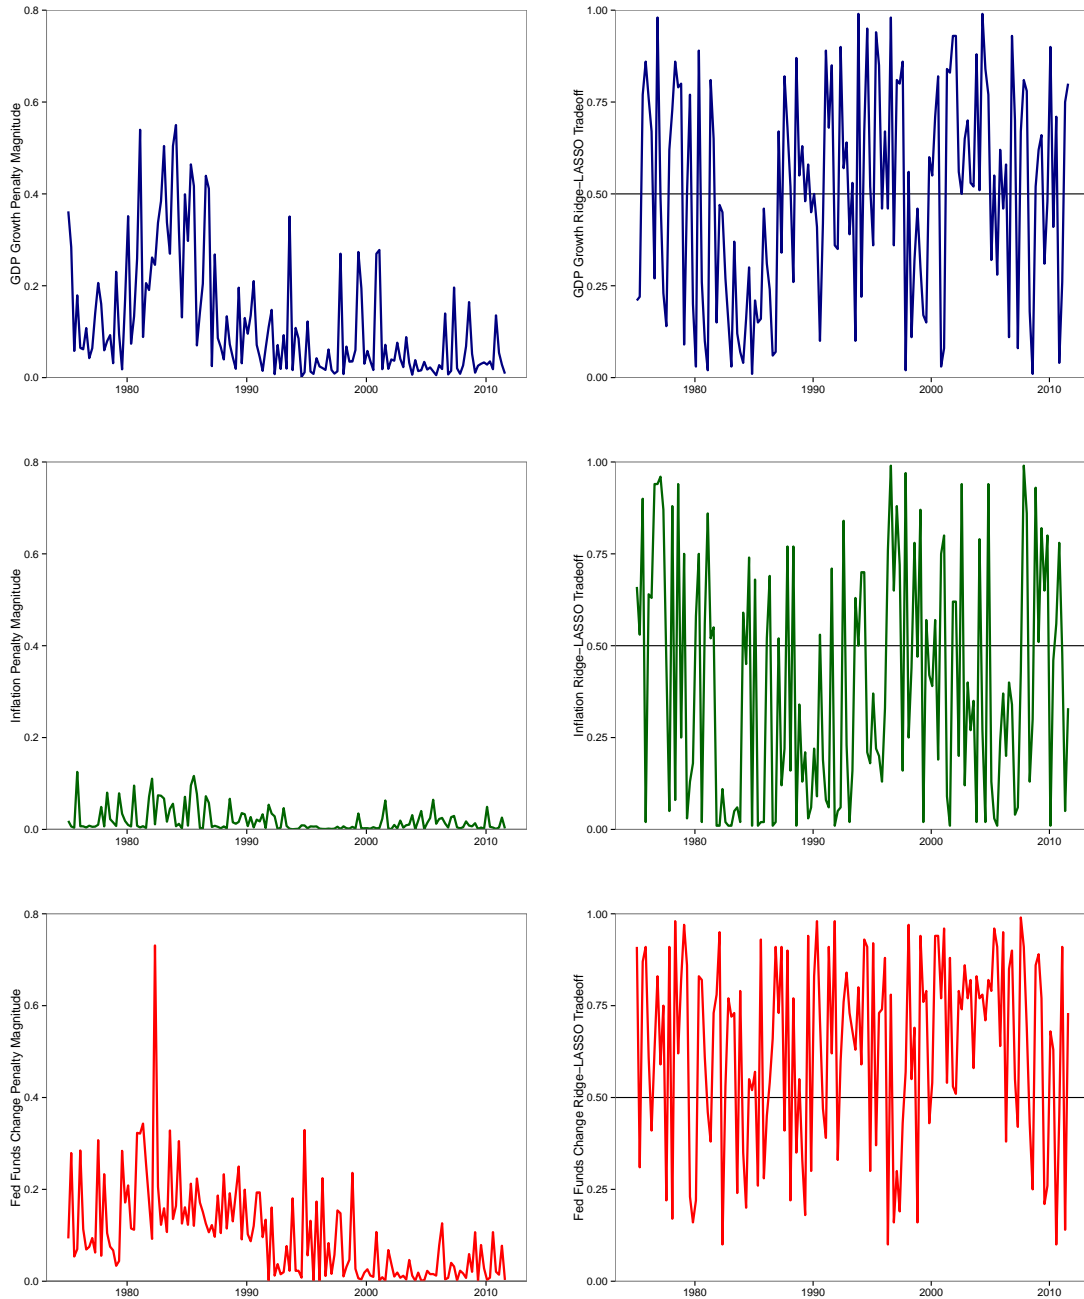 GDP Growth Penalty Magnitude
0.8
0.6
0.4
0.2
0.0
1980 1990 2000 2010
GDP Growth Ridge−LASSO Tradeoff
1.00
0.75
0.50
0.25
0.00
1980 1990 2000 2010
Inflation Penalty Magnitude
0.8
0.6
0.4
0.2
0.0
1980 1990 2000 2010
Inflation Ridge−LASSO Tradeoff
1.00
0.75
0.50
0.25
0.00
1980 1990 2000 2010
Fed Funds Change Penalty Magnitude
0.8
0.6
0.4
0.2
0.0
1980 1990 2000 2010
Fed Funds Change Ridge−LASSO Tradeoff
1.00
0.75
0.50
0.25
0.00
1980 1990 2000 2010